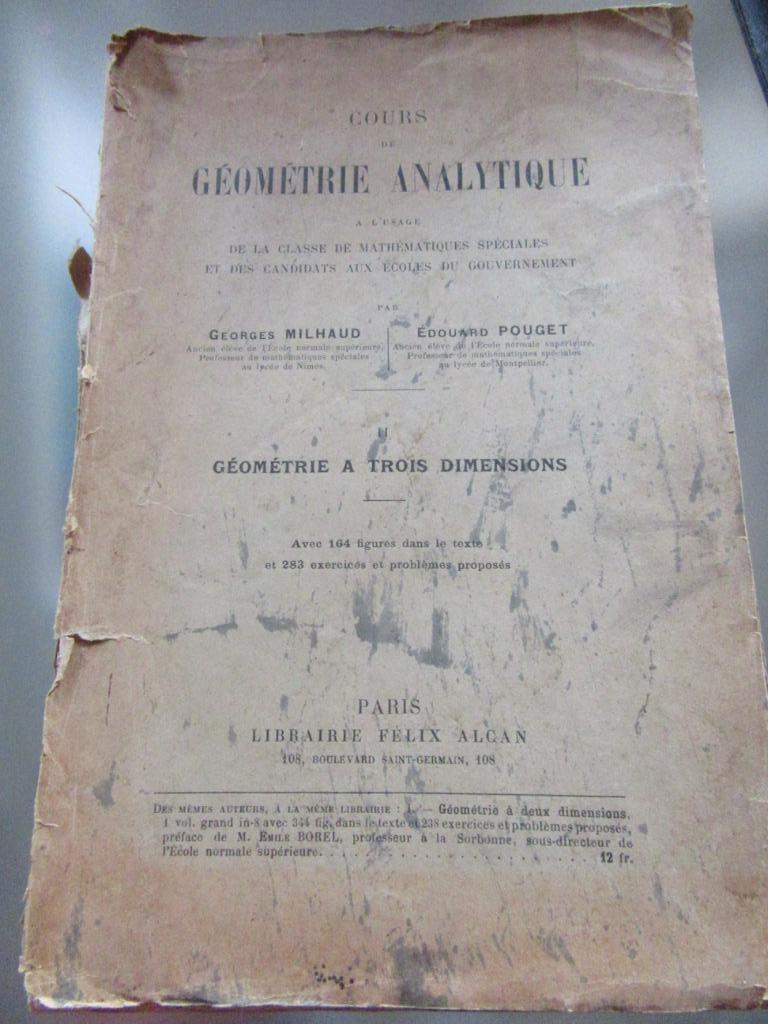 COURS
DE
GÉOMÉTRIE ANALYTIQUE
A L'USAGE
DE LA CLASSE DE MATHÉMATIQUES SPÉCIALES
ET DES CANDIDATS AUX ÉCOLES DU GOUVERNEMENT
PAR
GEORGES MILHAUD
Ancien élève de l'École normale supérieure,
Professeur de mathématiques spéciales
au lycée de Nîmes.
ÉDOUARD POUGET
Ancien élève de l'École normale supérieure,
Professeur de mathématiques spéciales
au lycée de Montpellier.
II
GÉOMÉTRIE A TROIS DIMENSIONS
Avec 164 figures dans le texte
et 283 exercices et problèmes proposés
PARIS
LIBRAIRIE FÉLIX ALCAN
108, BOULEVARD SAINT-GERMAIN, 108
DES MÊMES AUTEURS, A LA MÊME LIBRAIRIE : I. — Géométrie à deux dimensions.
1 vol. grand in-8 avec 344 fig. dans le texte et 238 exercices et problèmes proposés,
préface de M. EMILE BOREL, professeur à la Sorbonne, sous-directeur de
l'École normale supérieure. . . . . . . . . . . . . . . . . . . . . . . . . . . 12 fr.